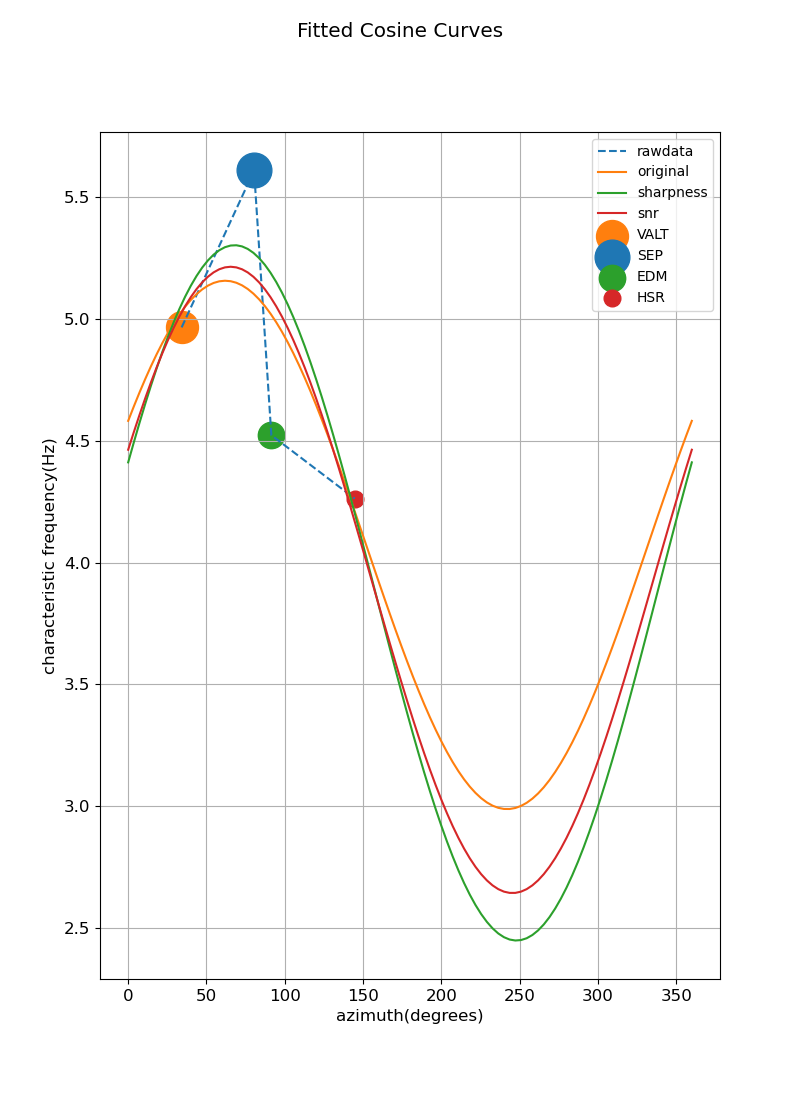 Fitted Cosine Curves
rawdata
original
sharpness
snr
VALT
SEP
EDM
HSR
characteristic frequency(Hz)
5.5
5.0
4.5
4.0
3.5
3.0
2.5
0 50 100 150 200 250 300 350
azimuth(degrees)